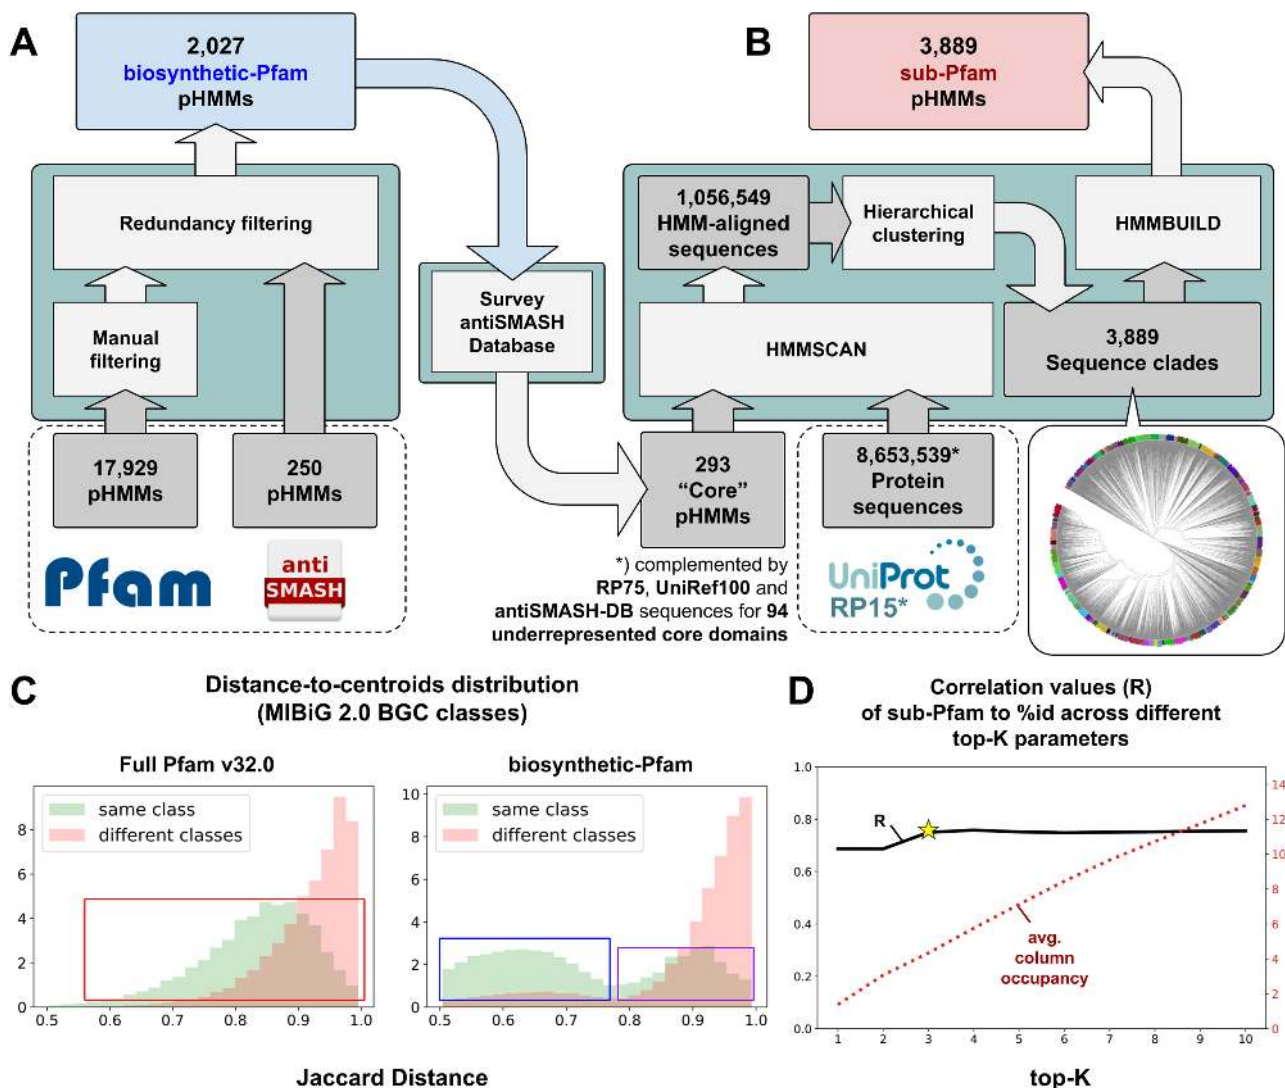 A
2,027
biosynthetic-Pfam
pHMMs
Redundancy filtering
Manual
filtering
17,929
pHMMs
250
pHMMs
Pfam
anti
SMASH
Survey
antiSMASH
Database
B
3,889
sub-Pfam
pHMMs
1,056,549
HMM-aligned
sequences
Hierarchical
clustering
HMMBUILD
HMMSCAN
3,889
Sequence clades
293
“Core”
pHMMs
8,653,539*
Protein
sequences
UniProt
RP15*
*) complemented by
RP75, UniRef100 and
antiSMASH-DB sequences for 94
underrepresented core domains
C
Distance-to-centroids distribution
(MIBiG 2.0 BGC classes)
Full Pfam v32.0
same class
different classes
8
6
4
2
0
0.5 0.6 0.7 0.8 0.9 1.0
biosynthetic-Pfam
same class
different classes
10
8
6
4
2
0
0.5 0.6 0.7 0.8 0.9 1.0
Jaccard Distance
D
Correlation values (R)
of sub-Pfam to %id across different
top-K parameters
1.0
0.8
0.6
0.4
0.2
0.0
R
avg.
column
occupancy
14
12
10
8
6
4
2
0
1 2 3 4 5 6 7 8 9 10
top-K